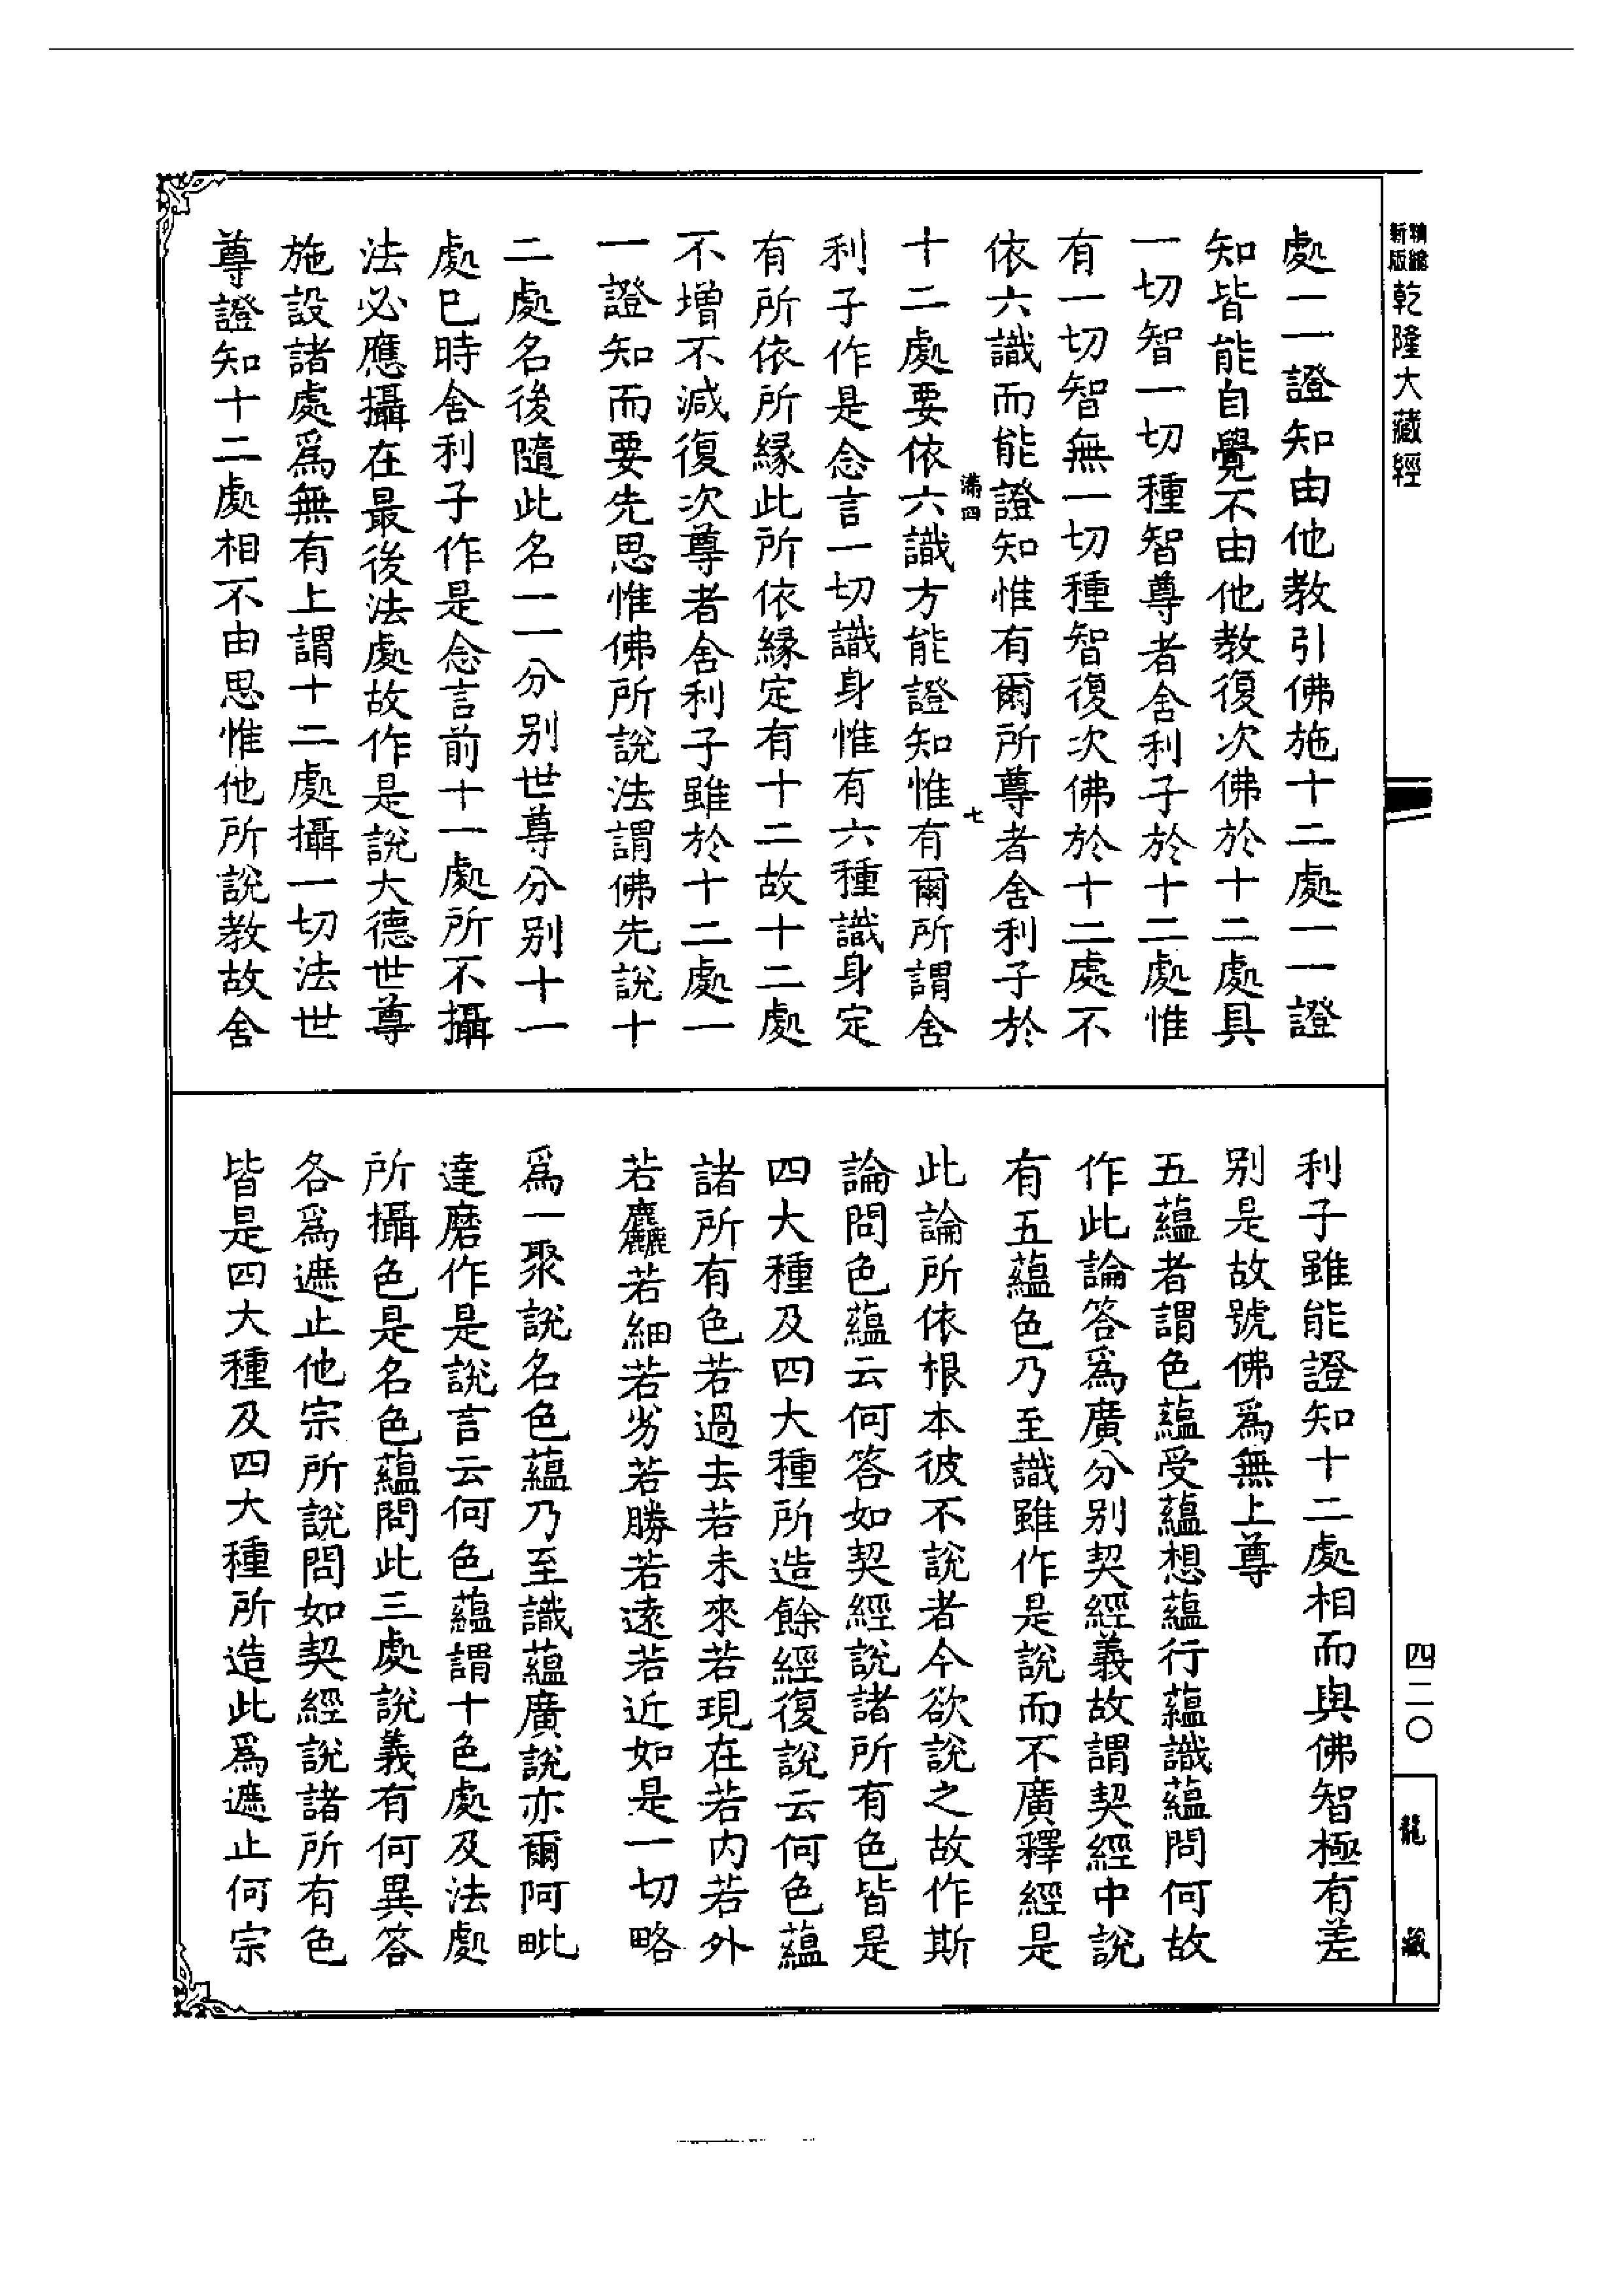 精縮新版乾隆大藏經
處一一證知由他教引佛施十二處一一證
知皆能自覺不由他教復次佛於十二處具
一切智一切種智尊者舍利子於十二處惟
有一切智無一切種智復次佛於十二處不
依六識而能證知惟有爾所尊者舍利子於
滿四 七
十二處要依六識方能證知惟有爾所謂舍
利子作是念言一切識身惟有六種識身定
有所依所緣此所依緣定有十二故十二處
不增不減復次尊者舍利子雖於十二處一
一證知而要先思惟佛所說法謂佛先說十
二處名後隨此名一一分別世尊分別十一
處已時舍利子作是念言前十一處所不攝
法必應攝在最後法處故作是說大德世尊
施設諸處爲無有上謂十二處攝一切法世
尊證知十二處相不由思惟他所說教故舍
利子雖能證知十二處相而與佛智極有差
別是故號佛爲無上尊
五蘊者謂色蘊受蘊想蘊行蘊識蘊問何故
作此論答爲廣分別契經義故謂契經中說
有五蘊色乃至識雖作是說而不廣釋經是
此論所依根本彼不說者今欲說之故作斯
論問色蘊云何答如契經說諸所有色皆是
四大種及四大種所造餘經復說云何色蘊
諸所有色若過去若未來若現在若内若外
若麤若細若劣若勝若遠若近如是一切略
爲一聚說名色蘊乃至識蘊廣說亦爾阿毗
達磨作是說言云何色蘊謂十色處及法處
所攝色是名色蘊問此三處說義有何異答
各爲遮止他宗所說問如契經說諸所有色
皆是四大種及四大種所造此爲遮止何宗
四二〇
龍藏